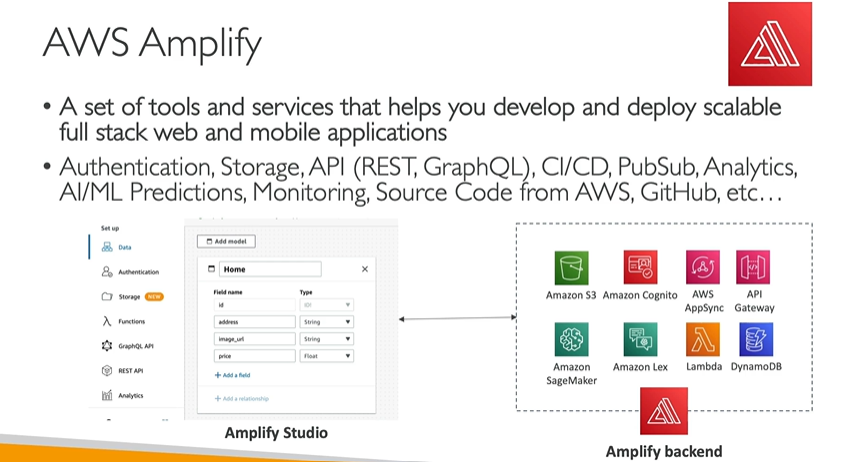 AWS Amplify
• A set of tools and services that helps you develop and deploy scalable
full stack web and mobile applications
• Authentication, Storage, API (REST, GraphQL), CI/CD, PubSub, Analytics,
AI/ML Predictions, Monitoring, Source Code from AWS, GitHub, etc…
Set up
Data
Authentication
Storage NEW
Functions
GraphQL API
REST API
Analytics
Add model
Home
Field name Type
id ID!
address String
image_url String
price Float
+ Add a field
+ Add a relationship
Amplify Studio
Amazon S3 Amazon Cognito AWS AppSync API Gateway
Amazon SageMaker Amazon Lex Lambda DynamoDB
Amplify backend